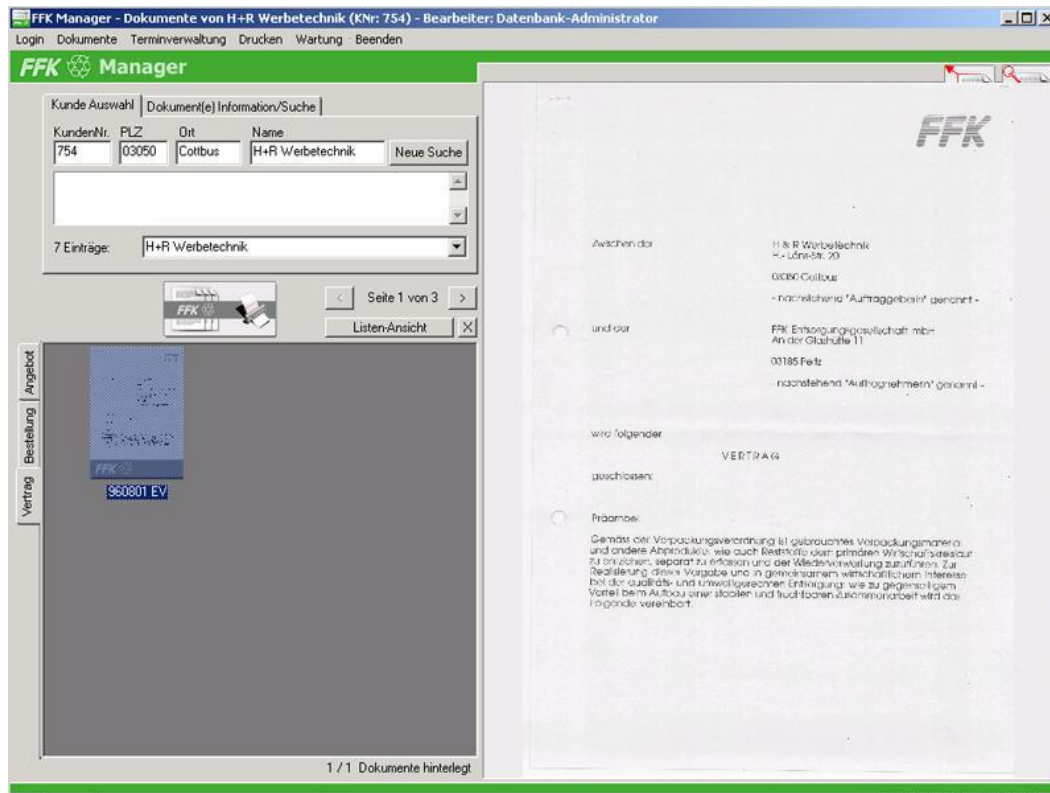 FFK Manager - Dokumente von H+R Werbetechnik (KNr: 754) - Bearbeiter: Datenbank-Administrator
Login Dokumente Terminverwaltung Drucken Wartung Beenden
FFK Manager
Kunde Auswahl Dokument(e) Information/Suche
KundenNr. PLZ Ort Name
754 03050 Cottbus H+R Werbetechnik Neue Suche
7 Einträge: H+R Werbetechnik
FFK
< Seite 1 von 3 >
Listen-Ansicht X
Angebot
Bestellung
Vertrag
FFK
960801 EV
1 / 1 Dokumente hinterlegt
FFK
Zwischen der H & R Werbetechnik
H.- Löns-Str. 20
03050 Cottbus
- nachstehend "Auftraggeberin" genannt -
und der FFK Entsorgungsgesellschaft mbH
An der Glashütte 11
03185 Peitz
- nachstehend "Auftragnehmerin" genannt -
wird folgender
VERTRAG
geschlossen:
Präambel
Gemäss der Verpackungsverordnung ist gebrauchtes Verpackungsmaterial
und andere Abprodukte, wie auch Reststoffe dem primären Wirtschaftskreislauf
zu entziehen, separat zu erfassen und der Wiederverwertung zuzuführen. Zur
Realisierung dieser Vorgabe und in gemeinsamem wirtschaftlichem Interesse
bei der qualitäts- und umweltgerechten Entsorgung, wie zu gegenseitigem
Vorteil beim Aufbau einer stabilen und fruchtbaren Zusammenarbeit wird das
Folgende vereinbart.